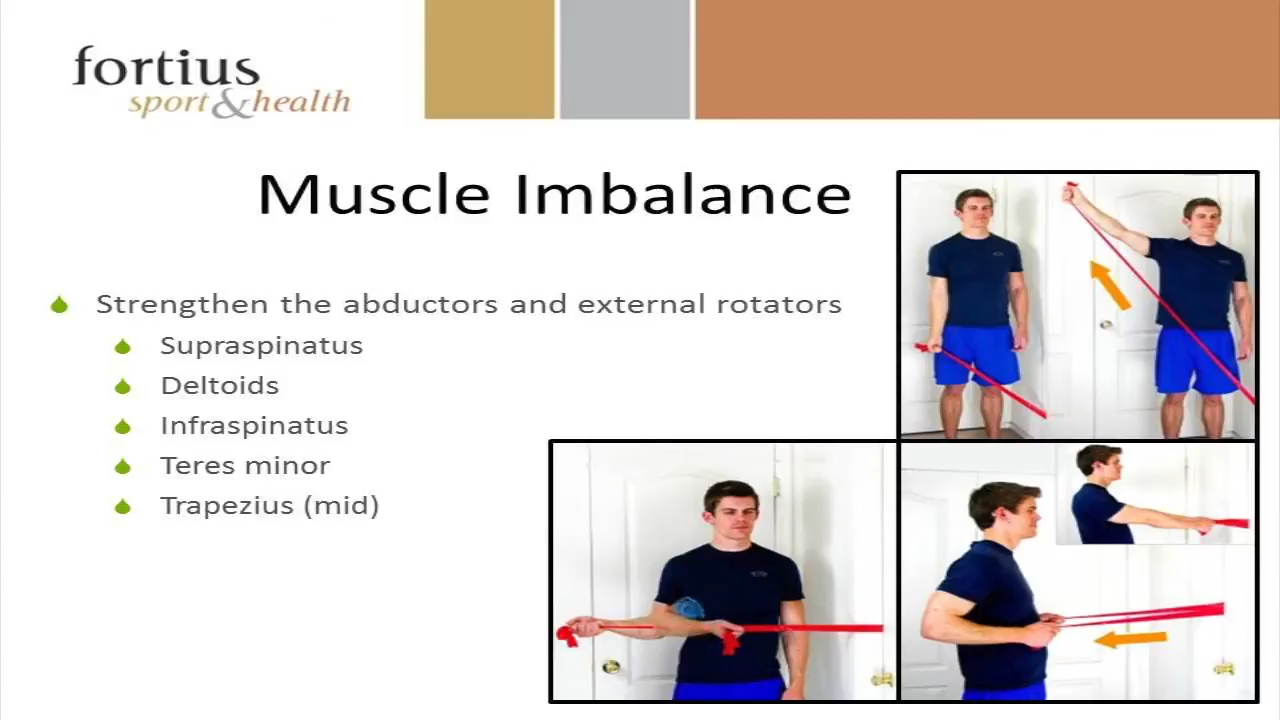 fortius
sport&health
Muscle Imbalance
Strengthen the abductors and external rotators
Supraspinatus
Deltoids
Infraspinatus
Teres minor
Trapezius (mid)